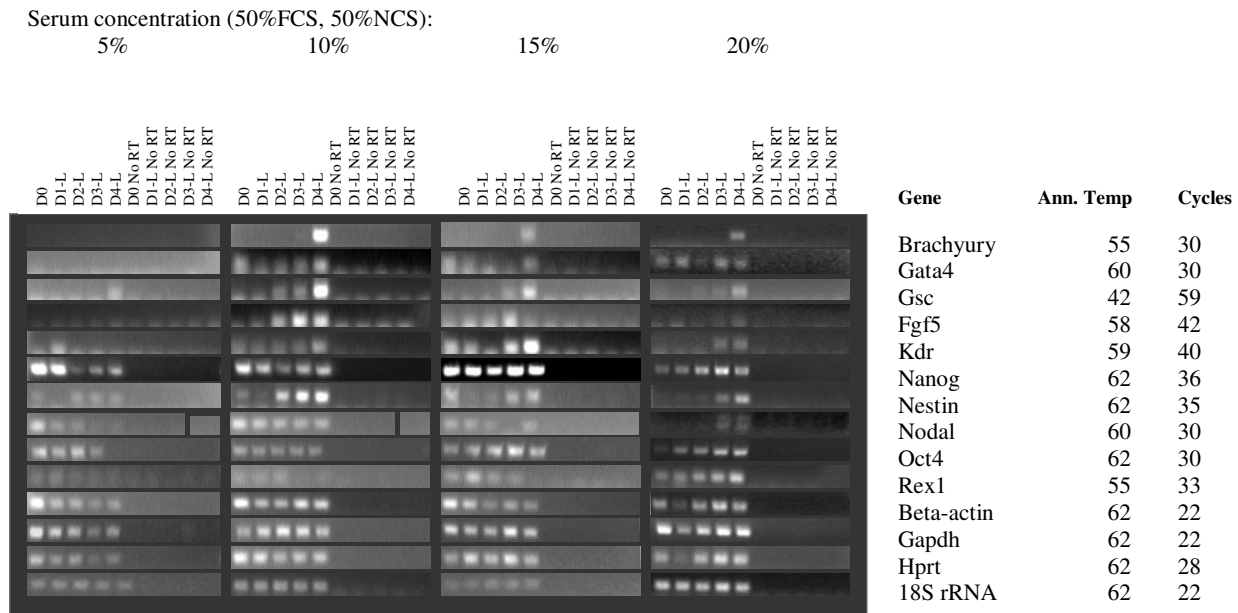 Serum concentration (50%FCS, 50%NCS):
5% 10% 15% 20%
D0 D1-L D2-L D3-L D4-L D0 No RT D1-L No RT D2-L No RT D3-L No RT D4-L No RT D0 D1-L D2-L D3-L D4-L D0 No RT D1-L No RT D2-L No RT D3-L No RT D4-L No RT D0 D1-L D2-L D3-L D4-L D0 No RT D1-L No RT D2-L No RT D3-L No RT D4-L No RT D0 D1-L D2-L D3-L D4-L D0 No RT D1-L No RT D2-L No RT D3-L No RT D4-L No RT
Gene Ann. Temp Cycles
Brachyury 55 30
Gata4 60 30
Gsc 42 59
Fgf5 58 42
Kdr 59 40
Nanog 62 36
Nestin 62 35
Nodal 60 30
Oct4 62 30
Rex1 55 33
Beta-actin 62 22
Gapdh 62 22
Hprt 62 28
18S rRNA 62 22